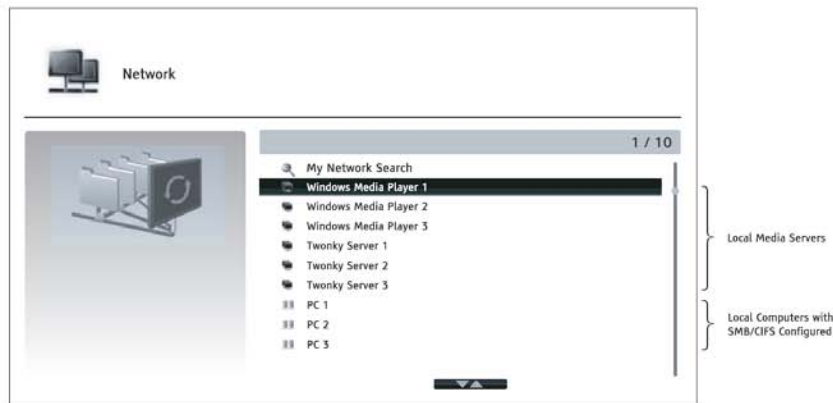 Network
1 / 10
My Network Search
Windows Media Player 1
Windows Media Player 2
Windows Media Player 3
Twonky Server 1
Twonky Server 2
Twonky Server 3
PC 1
PC 2
PC 3
Local Media Servers
Local Computers with
SMB/CIFS Configured